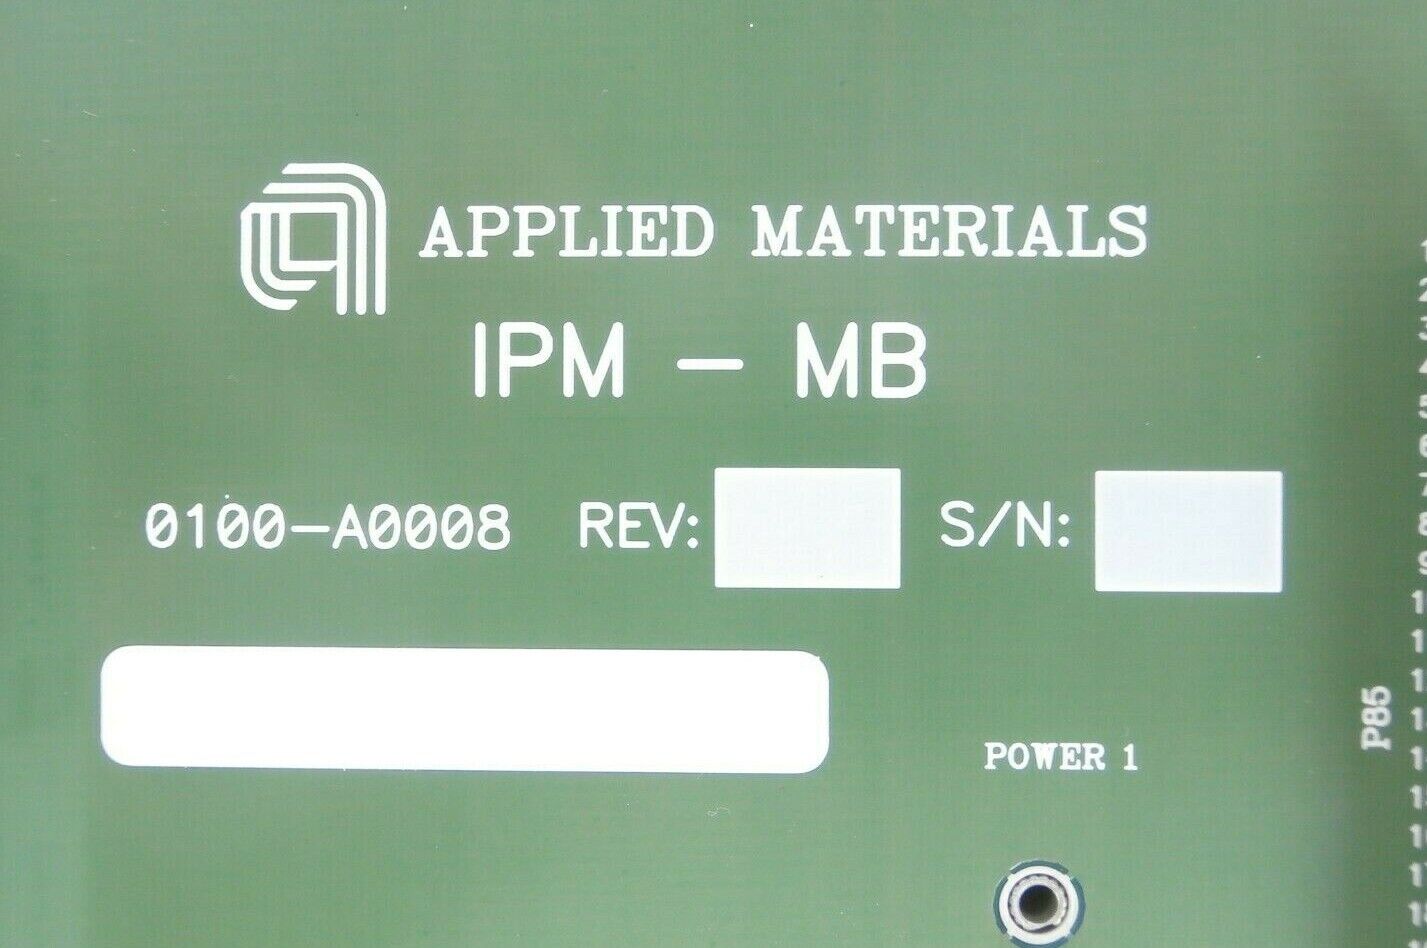 APPLIED MATERIALS
IPM - MB
0100-A0008 REV: S/N:
POWER 1
P85